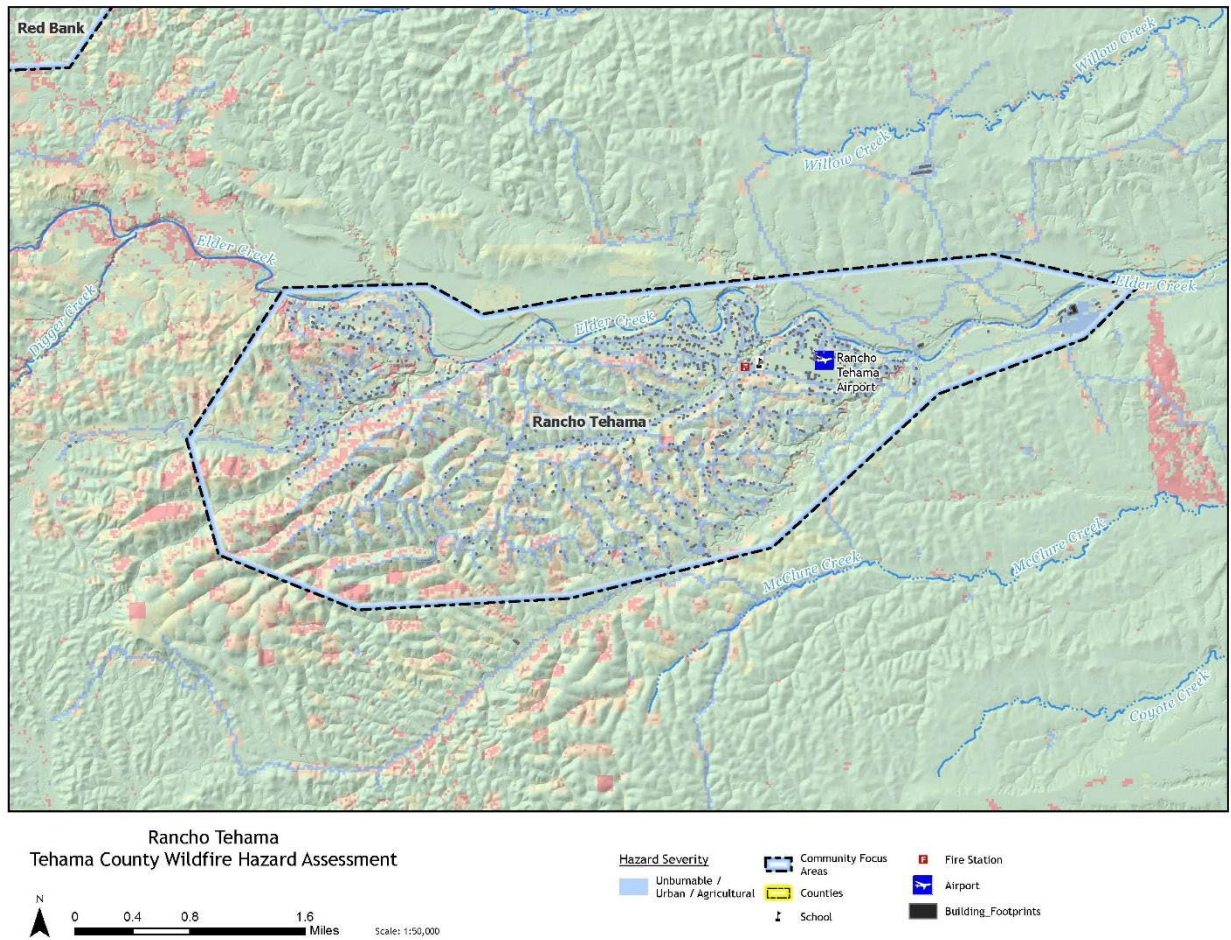 Red Bank
Willow Creek
Willow Creek
Elder Creek
Elder Creek
Digger Creek
Elder Creek
Rancho
Tehama
Airport
Rancho Tehama
McClure Creek
McClure Creek
Coyote Creek
Rancho Tehama
Tehama County Wildfire Hazard Assessment
N
0 0.4 0.8 1.6
Miles
Scale: 1:50,000
Hazard Severity
Unburnable /
Urban / Agricultural
Community Focus
Areas
Counties
School
F Fire Station
Airport
Building_Footprints